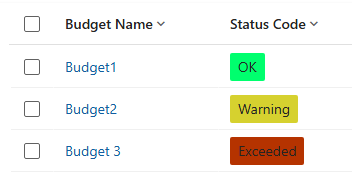 Budget Name Status Code
Budget1 OK
Budget2 Warning
Budget 3 Exceeded